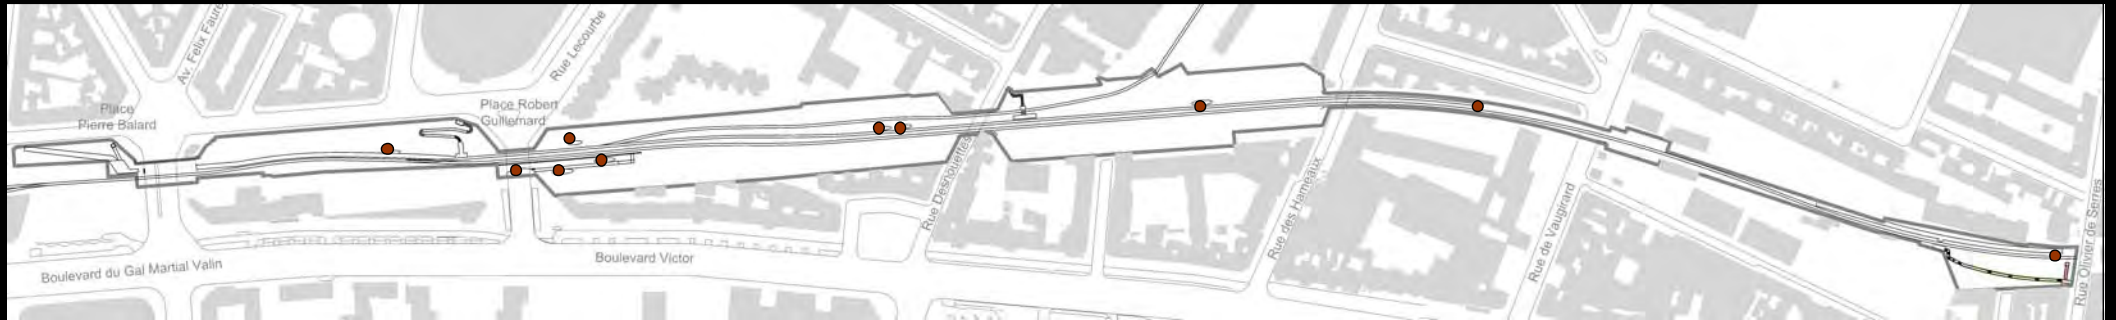 Av. Felix Faure
Rue Lecourbe
Place
Pierre Balard
Place Robert
Guillemard
Rue Desnouettes
Rue des Hameaux
Rue de Vaugirard
Rue Olivier de Serres
Boulevard Victor
Boulevard du Gal Martial Valin